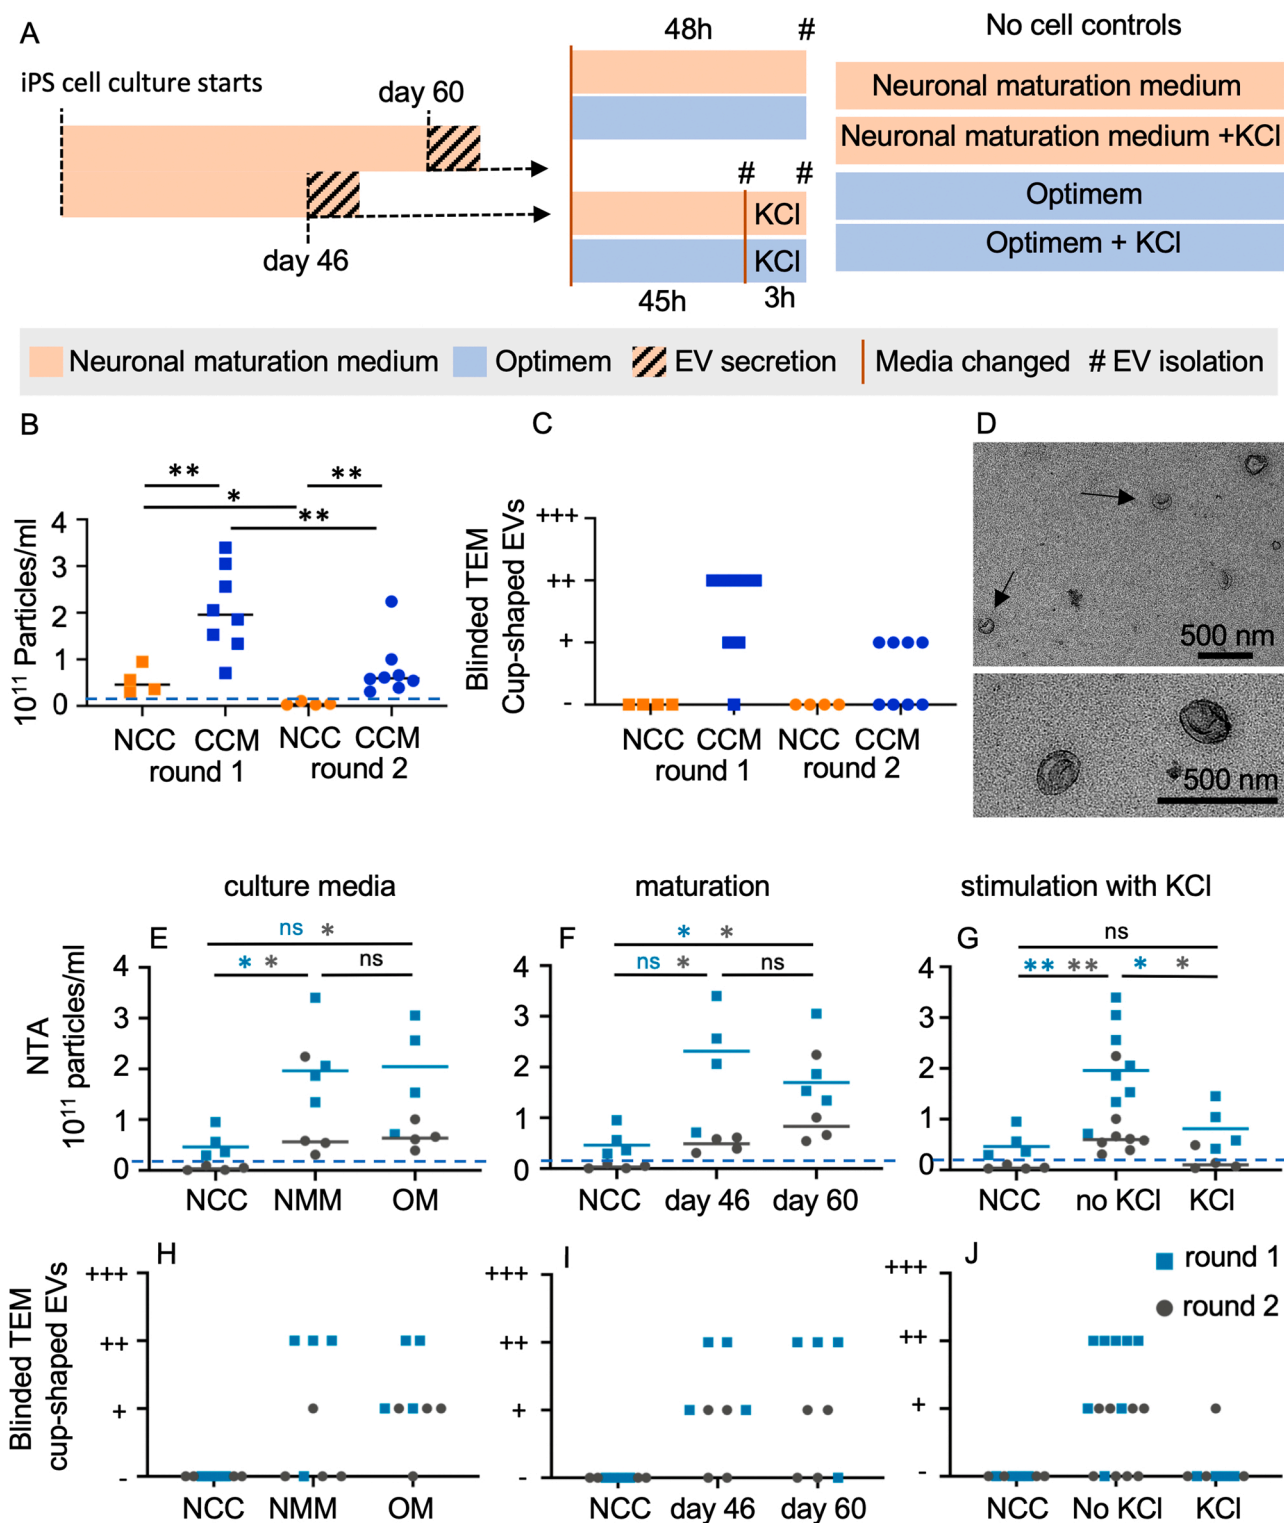 A
iPS cell culture starts
day 60
day 46
48h
#
# #
KCl
KCl
45h
3h
No cell controls
Neuronal maturation medium
Neuronal maturation medium +KCl
Optimem
Optimem + KCl
Neuronal maturation medium
Optimem
EV secretion
Media changed
# EV isolation
B
10¹¹ Particles/ml
4
3
2
1
0
**
*
**
**
NCC CCM NCC CCM
round 1 round 2
C
Blinded TEM
Cup-shaped EVs
+++
++
+
-
NCC CCM NCC CCM
round 1 round 2
D
500 nm
500 nm
culture media
E
ns *
* *
ns
NTA
10¹¹ particles/ml
4
3
2
1
0
NCC NMM OM
maturation
F
* *
ns *
ns
4
3
2
1
0
NCC day 46 day 60
stimulation with KCl
G
ns
** **
* *
4
3
2
1
0
NCC no KCl KCl
H
Blinded TEM
cup-shaped EVs
+++
++
+
-
NCC NMM OM
I
+++
++
+
-
NCC day 46 day 60
J
+++
++
+
-
round 1
round 2
NCC No KCl KCl